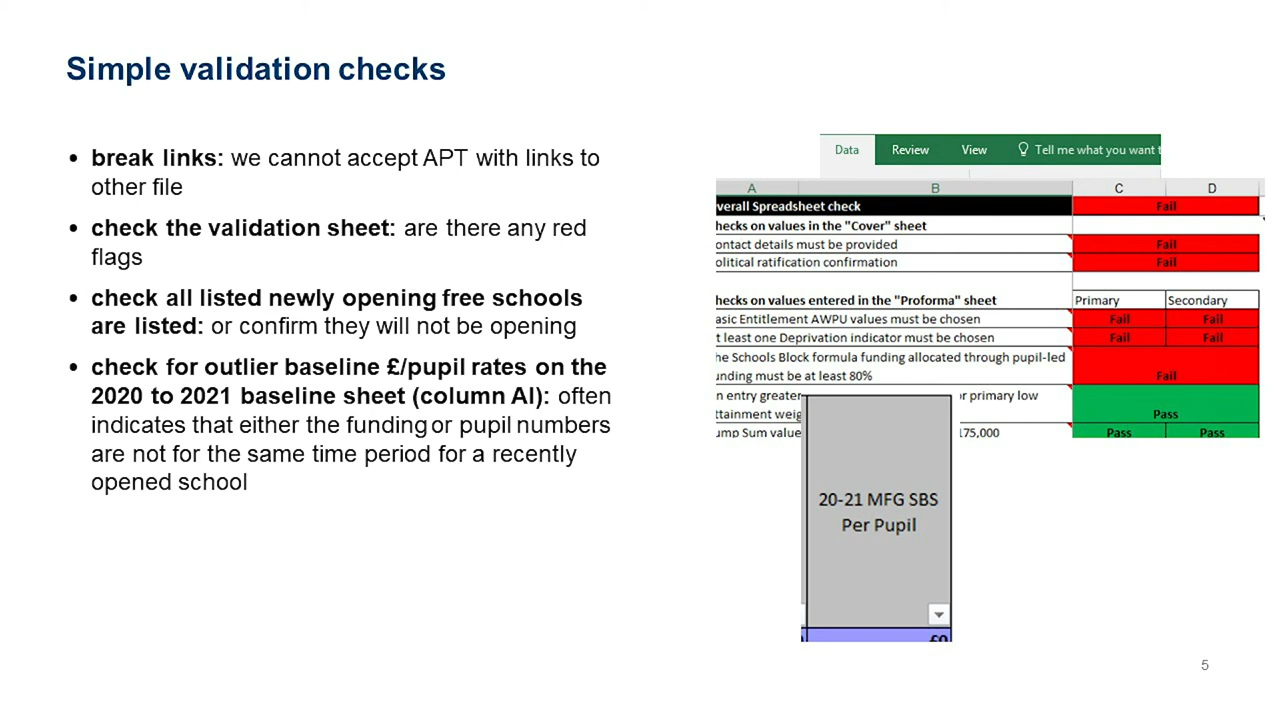 Simple validation checks
• break links: we cannot accept APT with links to
other file
• check the validation sheet: are there any red
flags
• check all listed newly opening free schools
are listed: or confirm they will not be opening
• check for outlier baseline £/pupil rates on the
2020 to 2021 baseline sheet (column AI): often
indicates that either the funding or pupil numbers
are not for the same time period for a recently
opened school
Data Review View Tell me what you want t
A B C D
verall Spreadsheet check Fail
hecks on values in the "Cover" sheet
ontact details must be provided Fail
olitical ratification confirmation Fail
hecks on values entered in the "Proforma" sheet Primary Secondary
asic Entitlement AWPU values must be chosen Fail Fail
t least one Deprivation indicator must be chosen Fail Fail
he Schools Block formula funding allocated through pupil-led
unding must be at least 80% Fail
n entry greater or primary low
ttainment weig Pass
ump Sum value 175,000 Pass Pass
20-21 MFG SBS
Per Pupil
£0
5